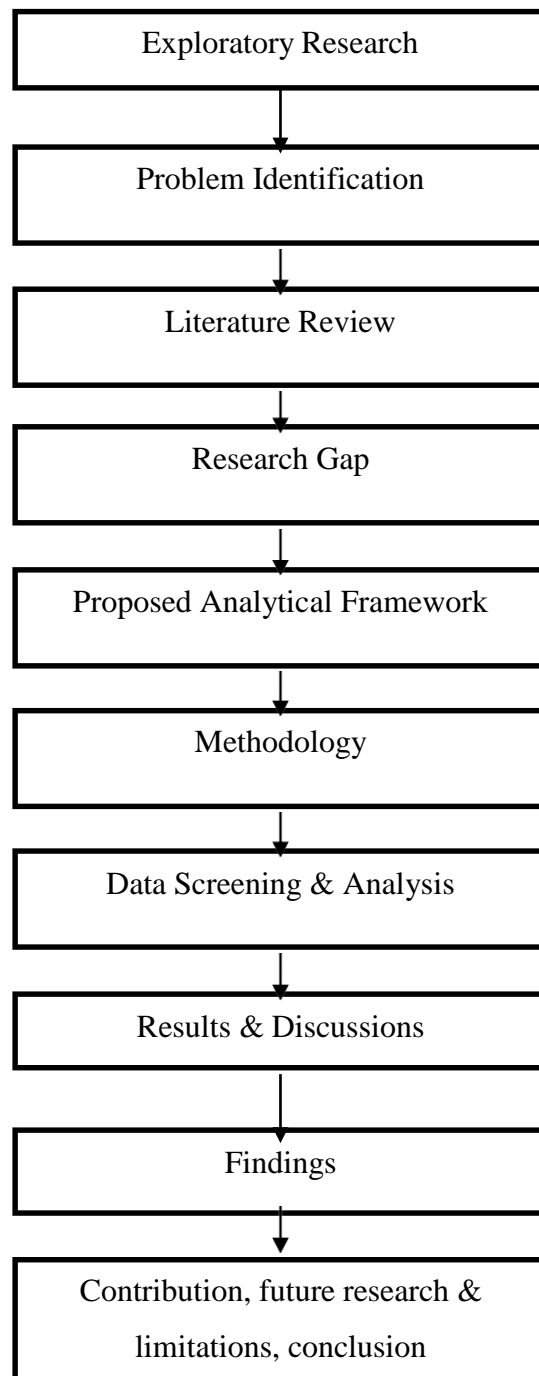 Exploratory Research
Problem Identification
Literature Review
Research Gap
Proposed Analytical Framework
Methodology
Data Screening & Analysis
Results & Discussions
Findings
Contribution, future research &
limitations, conclusion